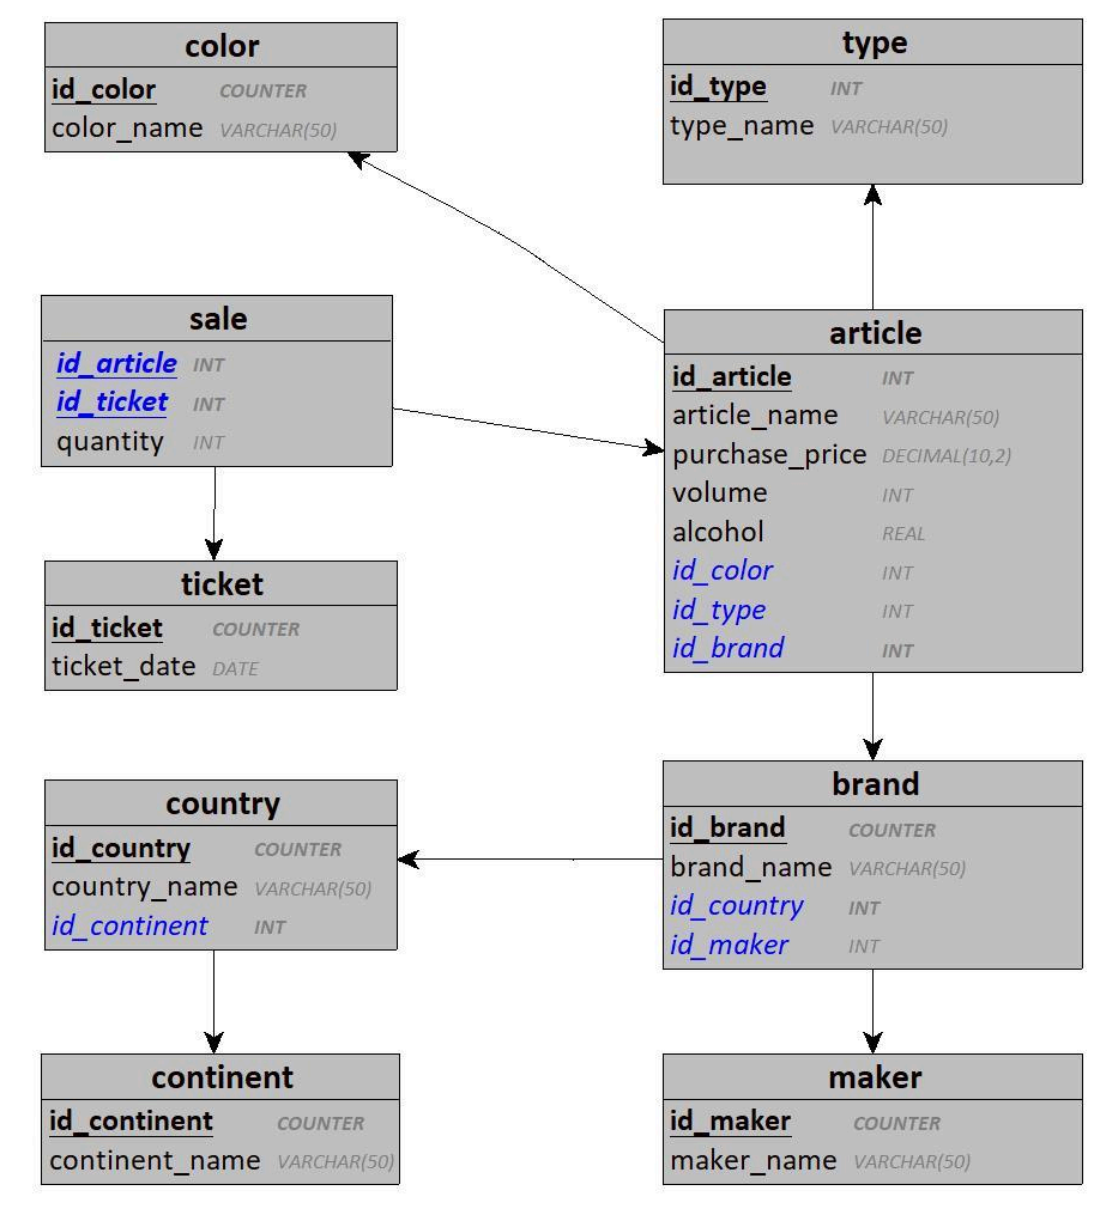 color
id_color COUNTER
color_name VARCHAR(50)
type
id_type INT
type_name VARCHAR(50)
sale
id_article INT
id_ticket INT
quantity INT
article
id_article INT
article_name VARCHAR(50)
purchase_price DECIMAL(10,2)
volume INT
alcohol REAL
id_color INT
id_type INT
id_brand INT
ticket
id_ticket COUNTER
ticket_date DATE
country
id_country COUNTER
country_name VARCHAR(50)
id_continent INT
brand
id_brand COUNTER
brand_name VARCHAR(50)
id_country INT
id_maker INT
continent
id_continent COUNTER
continent_name VARCHAR(50)
maker
id_maker COUNTER
maker_name VARCHAR(50)